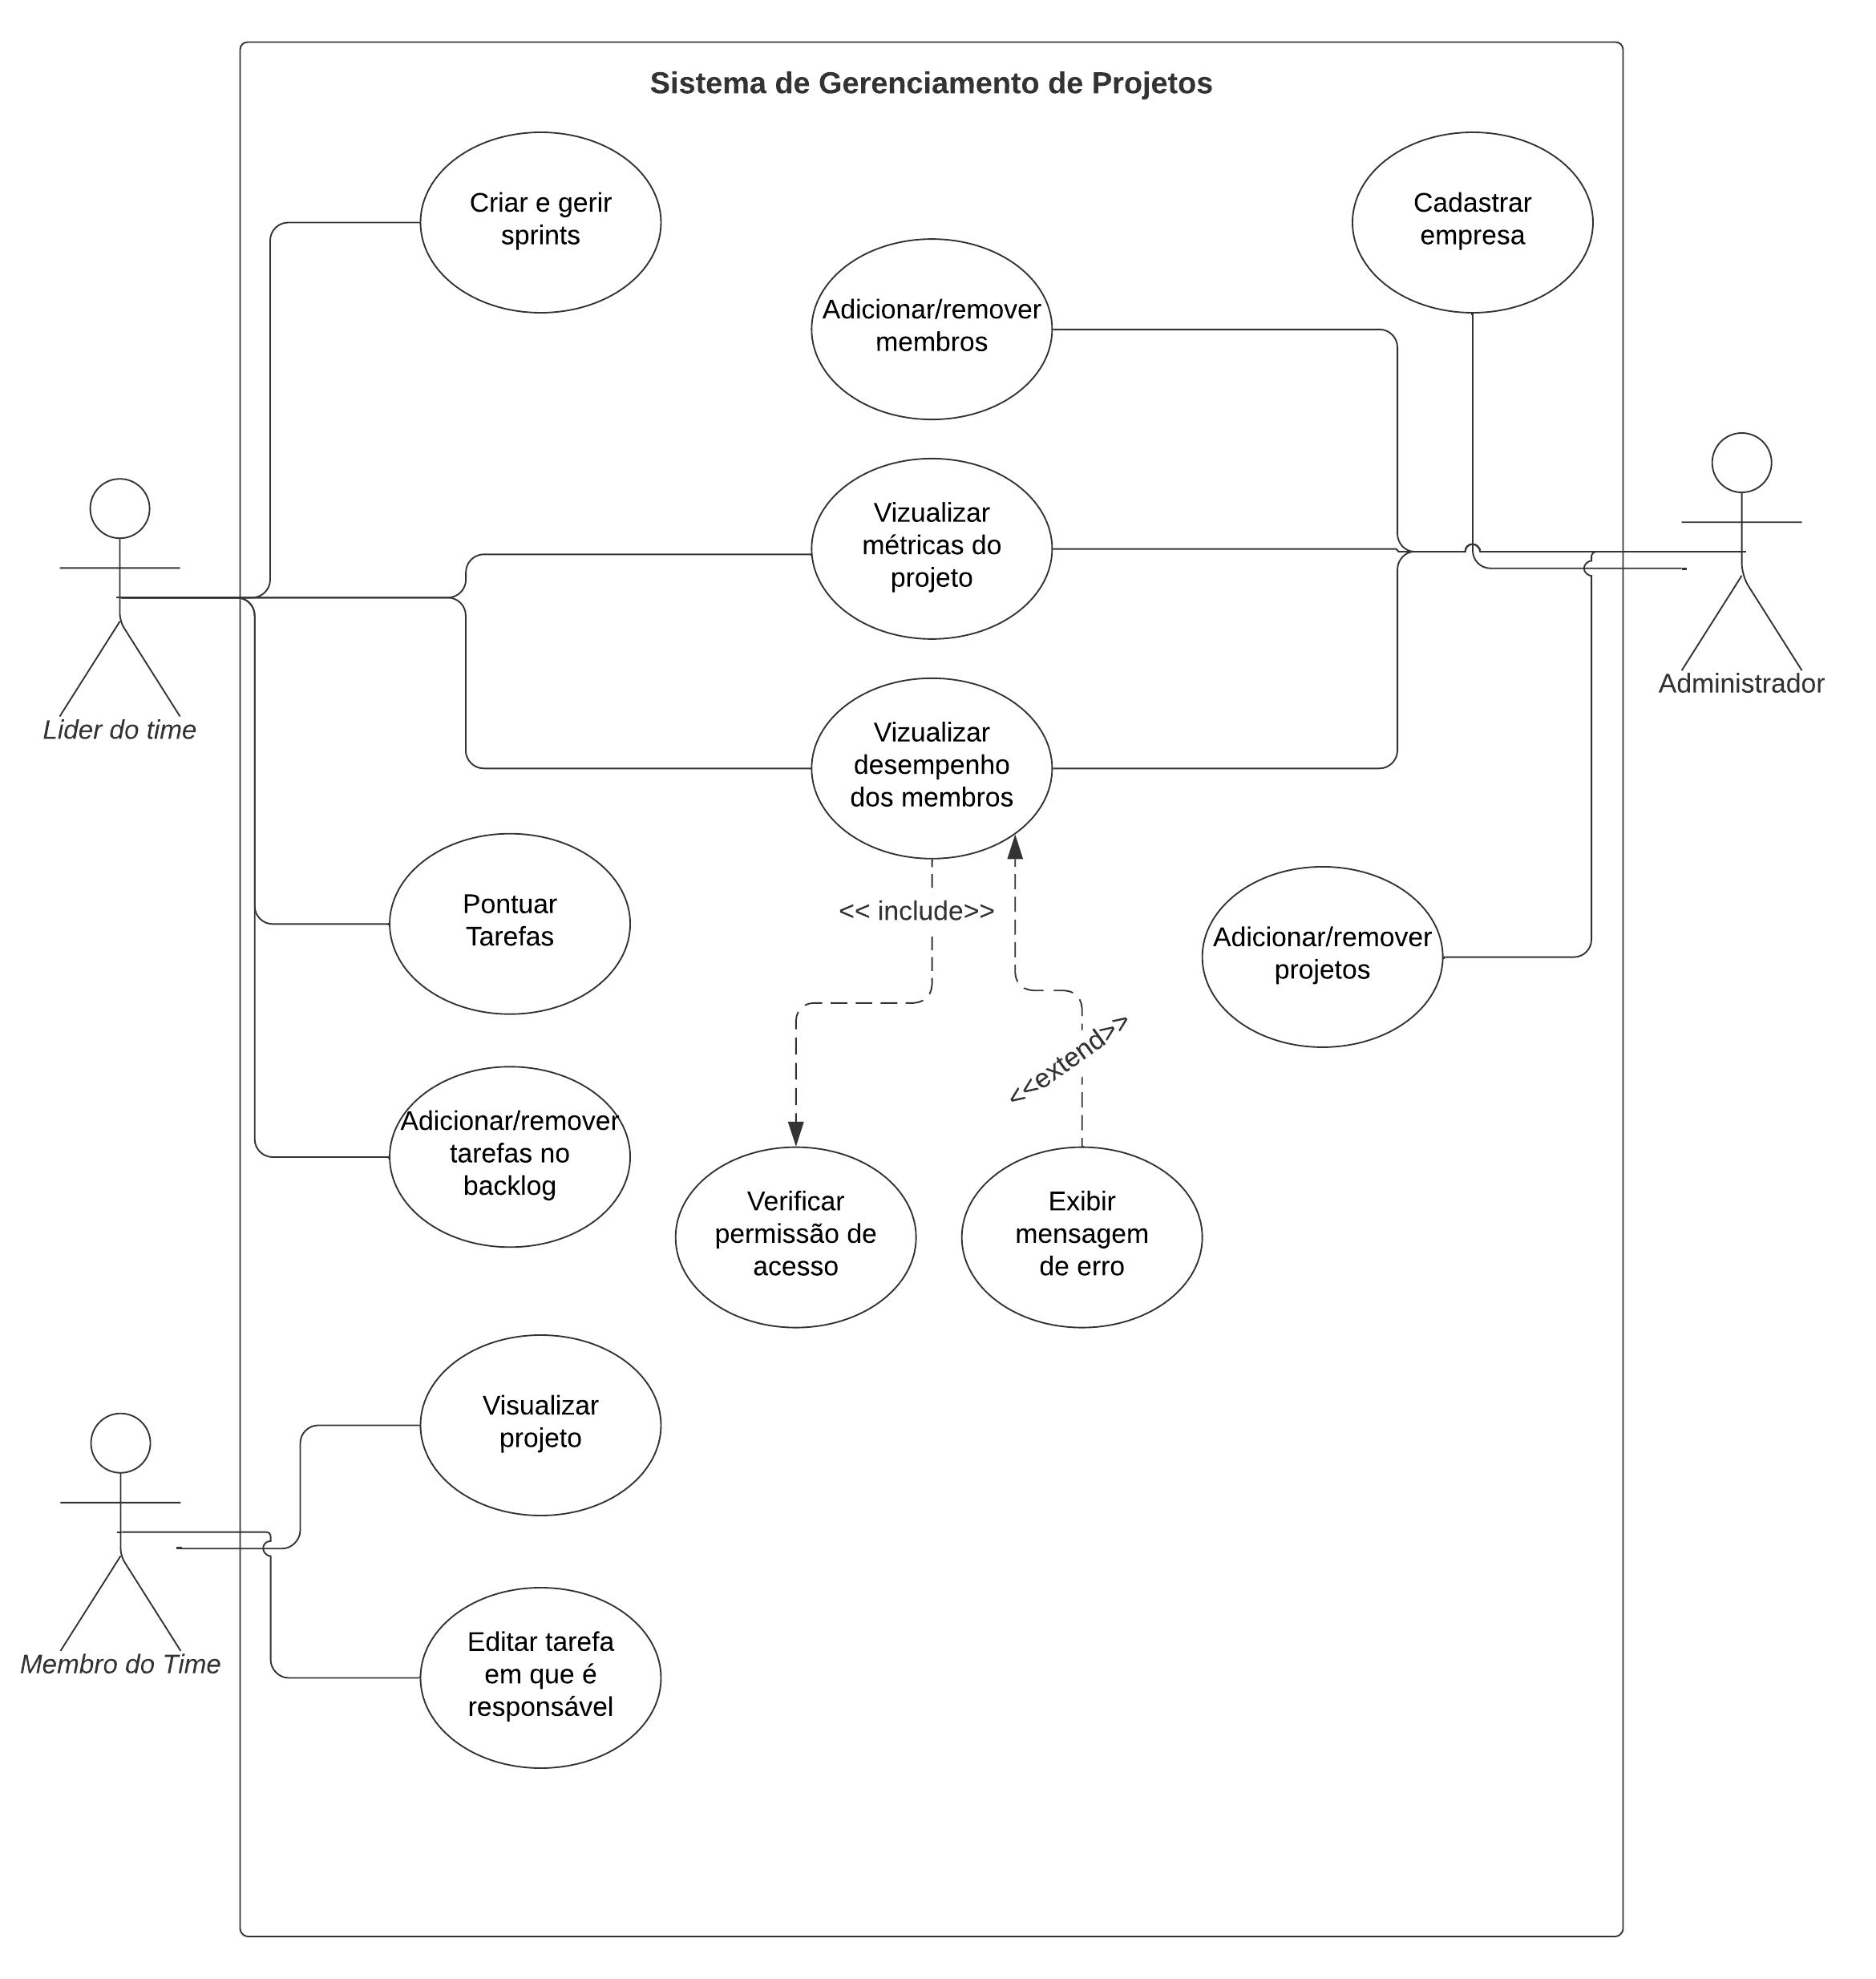 Sistema de Gerenciamento de Projetos
Criar e gerir
sprints
Cadastrar
empresa
Adicionar/remover
membros
Vizualizar
métricas do
projeto
Lider do time
Administrador
Vizualizar
desempenho
dos membros
Pontuar
Tarefas
<< include>>
Adicionar/remover
projetos
<<extend>>
Adicionar/remover
tarefas no
backlog
Verificar
permissão de
acesso
Exibir
mensagem
de erro
Visualizar
projeto
Membro do Time
Editar tarefa
em que é
responsável